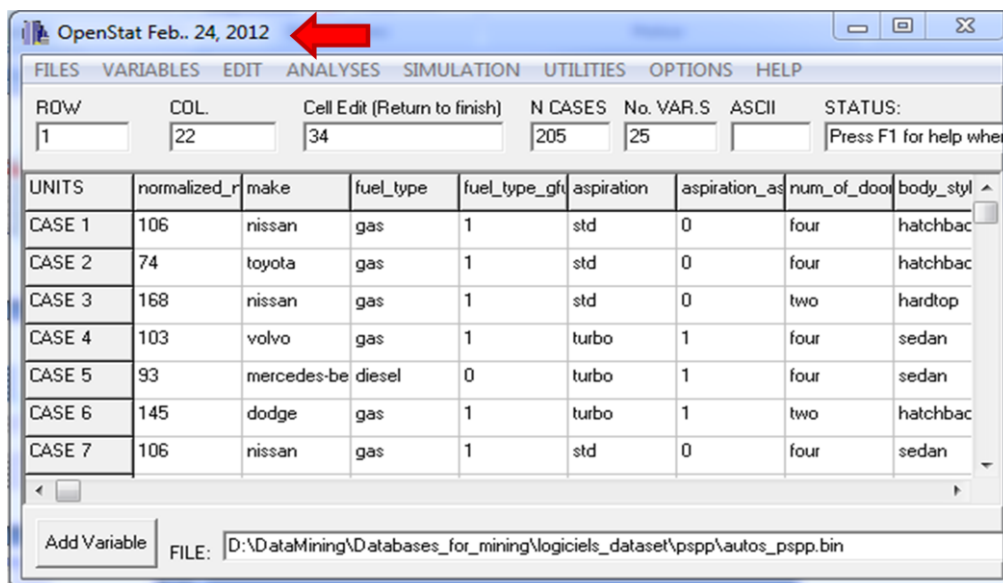 OpenStat Feb.. 24, 2012
FILES VARIABLES EDIT ANALYSES SIMULATION UTILITIES OPTIONS HELP
ROW COL. Cell Edit (Return to finish) N CASES No. VAR.S ASCII STATUS:
1 22 34 205 25 Press F1 for help when
UNITS normalized_r make fuel_type fuel_type_gfu aspiration aspiration_as num_of_door body_styl
CASE 1 106 nissan gas 1 std 0 four hatchbac
CASE 2 74 toyota gas 1 std 0 four hatchbac
CASE 3 168 nissan gas 1 std 0 two hardtop
CASE 4 103 volvo gas 1 turbo 1 four sedan
CASE 5 93 mercedes-be diesel 0 turbo 1 four sedan
CASE 6 145 dodge gas 1 turbo 1 two hatchbac
CASE 7 106 nissan gas 1 std 0 four sedan
Add Variable FILE: D:\DataMining\Databases_for_mining\logiciels_dataset\pspp\autos_pspp.bin